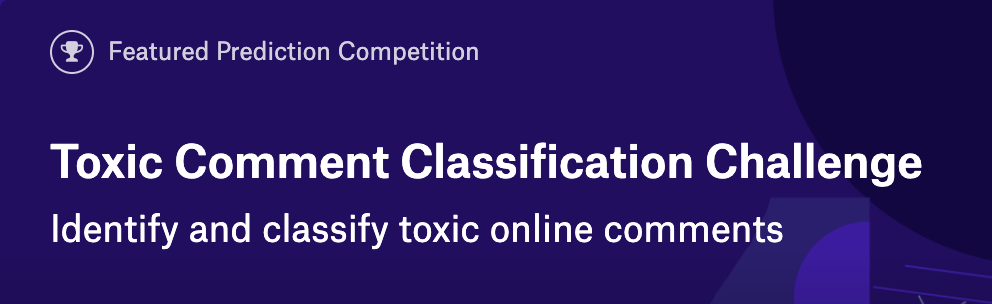 Featured Prediction Competition
Toxic Comment Classification Challenge
Identify and classify toxic online comments